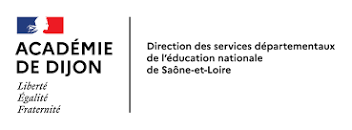 ACADÉMIE
DE DIJON
Liberté
Égalité
Fraternité
Direction des services départementaux
de l'éducation nationale
de Saône-et-Loire